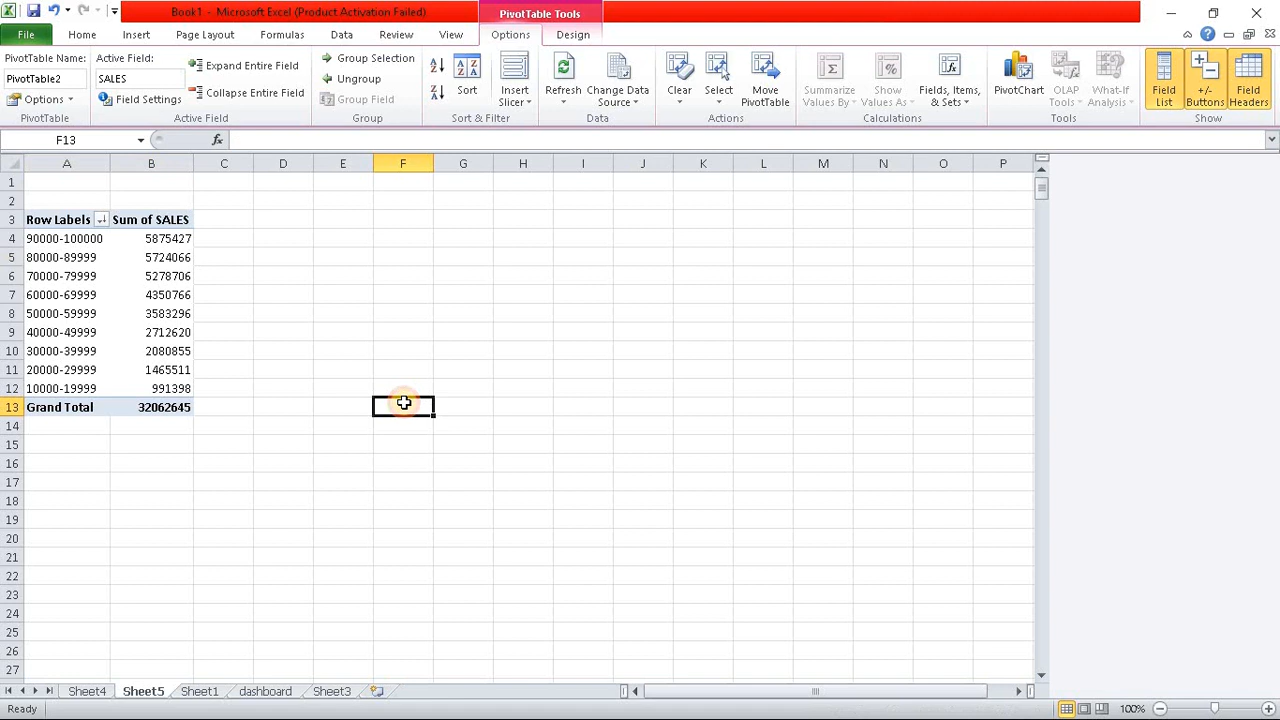 Book1 - Microsoft Excel (Product Activation Failed)
PivotTable Tools
File
Home
Insert
Page Layout
Formulas
Data
Review
View
Options
Design
PivotTable Name:
PivotTable2
Options
PivotTable
Active Field:
SALES
Field Settings
Expand Entire Field
Collapse Entire Field
Active Field
Group Selection
Ungroup
Group Field
Group
Sort
Insert Slicer
Sort & Filter
Refresh
Change Data Source
Data
Clear
Select
Move PivotTable
Actions
Summarize Values By
Show Values As
Fields, Items, & Sets
Calculations
PivotChart
OLAP Tools
What-If Analysis
Tools
Field List
+/- Buttons
Field Headers
Show
F13
fx
A B C D E F G H I J K L M N O P
1
2
3 Row Labels Sum of SALES
4 90000-100000 5875427
5 80000-89999 5724066
6 70000-79999 5278706
7 60000-69999 4350766
8 50000-59999 3583296
9 40000-49999 2712620
10 30000-39999 2080855
11 20000-29999 1465511
12 10000-19999 991398
13 Grand Total 32062645
14
15
16
17
18
19
20
21
22
23
24
25
26
27
Sheet4 Sheet5 Sheet1 dashboard Sheet3
Ready
100%